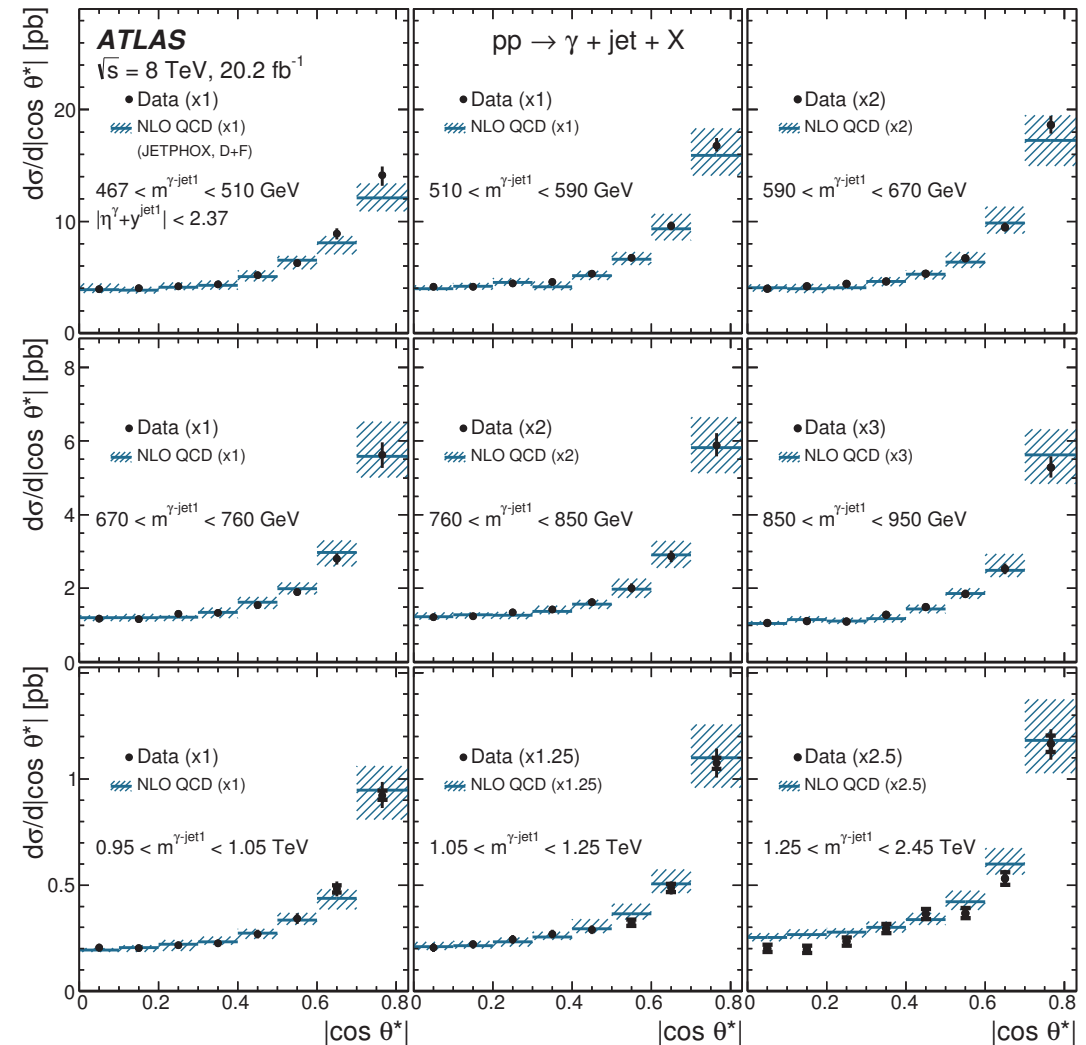 dσ/d|cos θ*| [pb]
20
10
0
ATLAS
√s = 8 TeV, 20.2 fb⁻¹
Data (x1)
NLO QCD (x1)
(JETPHOX, D+F)
467 < m^γ-jet1 < 510 GeV
|η^γ+y^jet1| < 2.37
pp → γ + jet + X
Data (x1)
NLO QCD (x1)
510 < m^γ-jet1 < 590 GeV
Data (x2)
NLO QCD (x2)
590 < m^γ-jet1 < 670 GeV
dσ/d|cos θ*| [pb]
8
6
4
2
0
Data (x1)
NLO QCD (x1)
670 < m^γ-jet1 < 760 GeV
Data (x2)
NLO QCD (x2)
760 < m^γ-jet1 < 850 GeV
Data (x3)
NLO QCD (x3)
850 < m^γ-jet1 < 950 GeV
dσ/d|cos θ*| [pb]
1
0.5
0
Data (x1)
NLO QCD (x1)
0.95 < m^γ-jet1 < 1.05 TeV
Data (x1.25)
NLO QCD (x1.25)
1.05 < m^γ-jet1 < 1.25 TeV
Data (x2.5)
NLO QCD (x2.5)
1.25 < m^γ-jet1 < 2.45 TeV
0 0.2 0.4 0.6 0.8 0 0.2 0.4 0.6 0.8 0 0.2 0.4 0.6 0.8
|cos θ*| |cos θ*| |cos θ*|